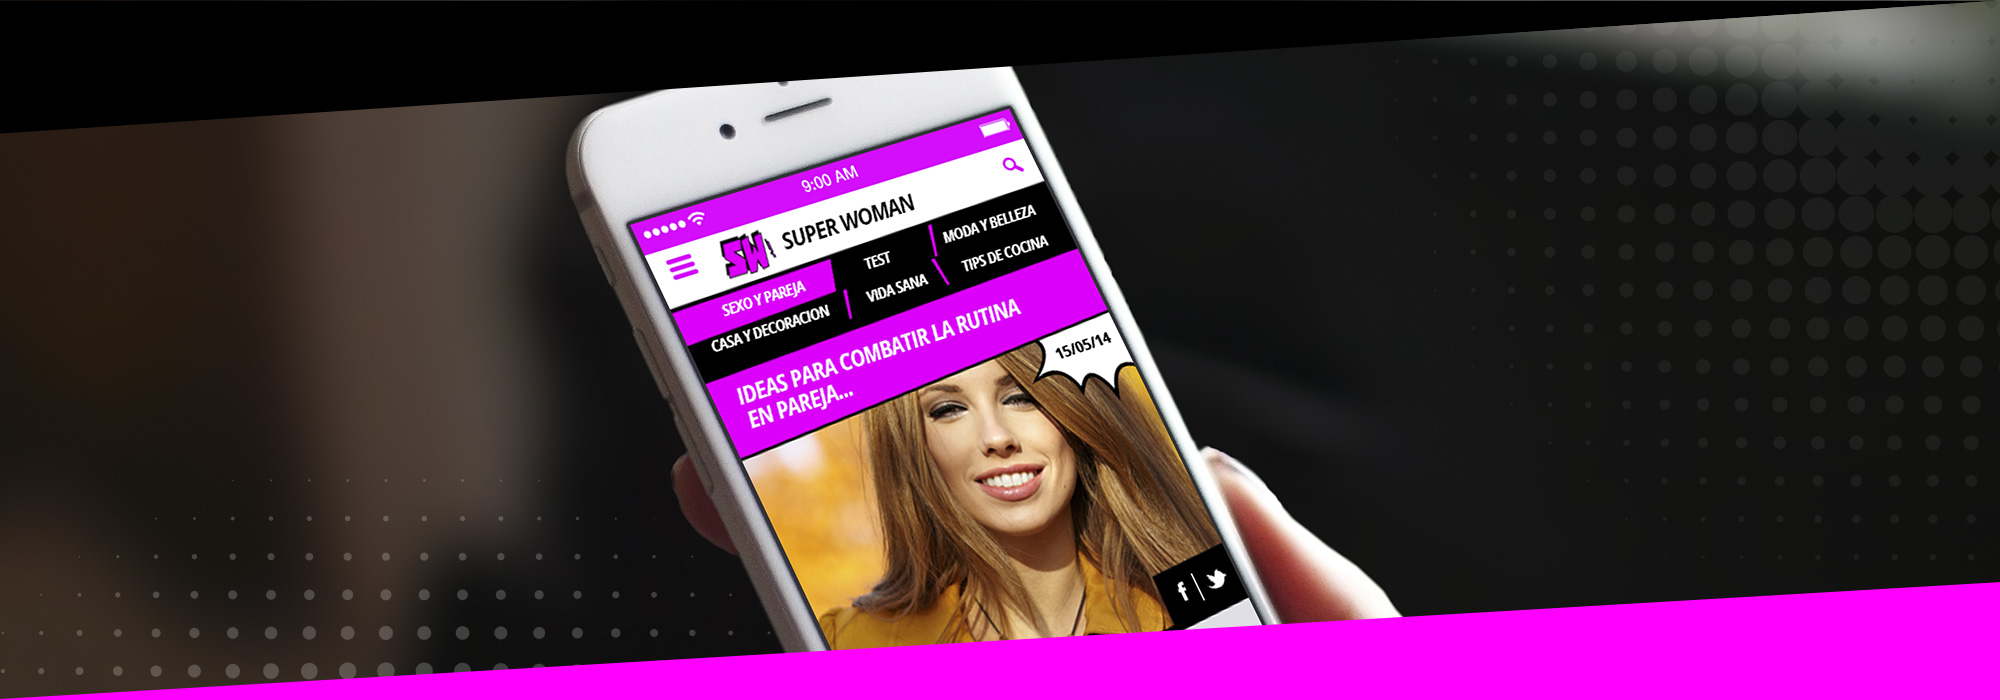 9:00 AM
SW SUPER WOMAN
SEXO Y PAREJA
TEST
MODA Y BELLEZA
CASA Y DECORACION
VIDA SANA
TIPS DE COCINA
IDEAS PARA COMBATIR LA RUTINA
EN PAREJA...
15/05/14
f